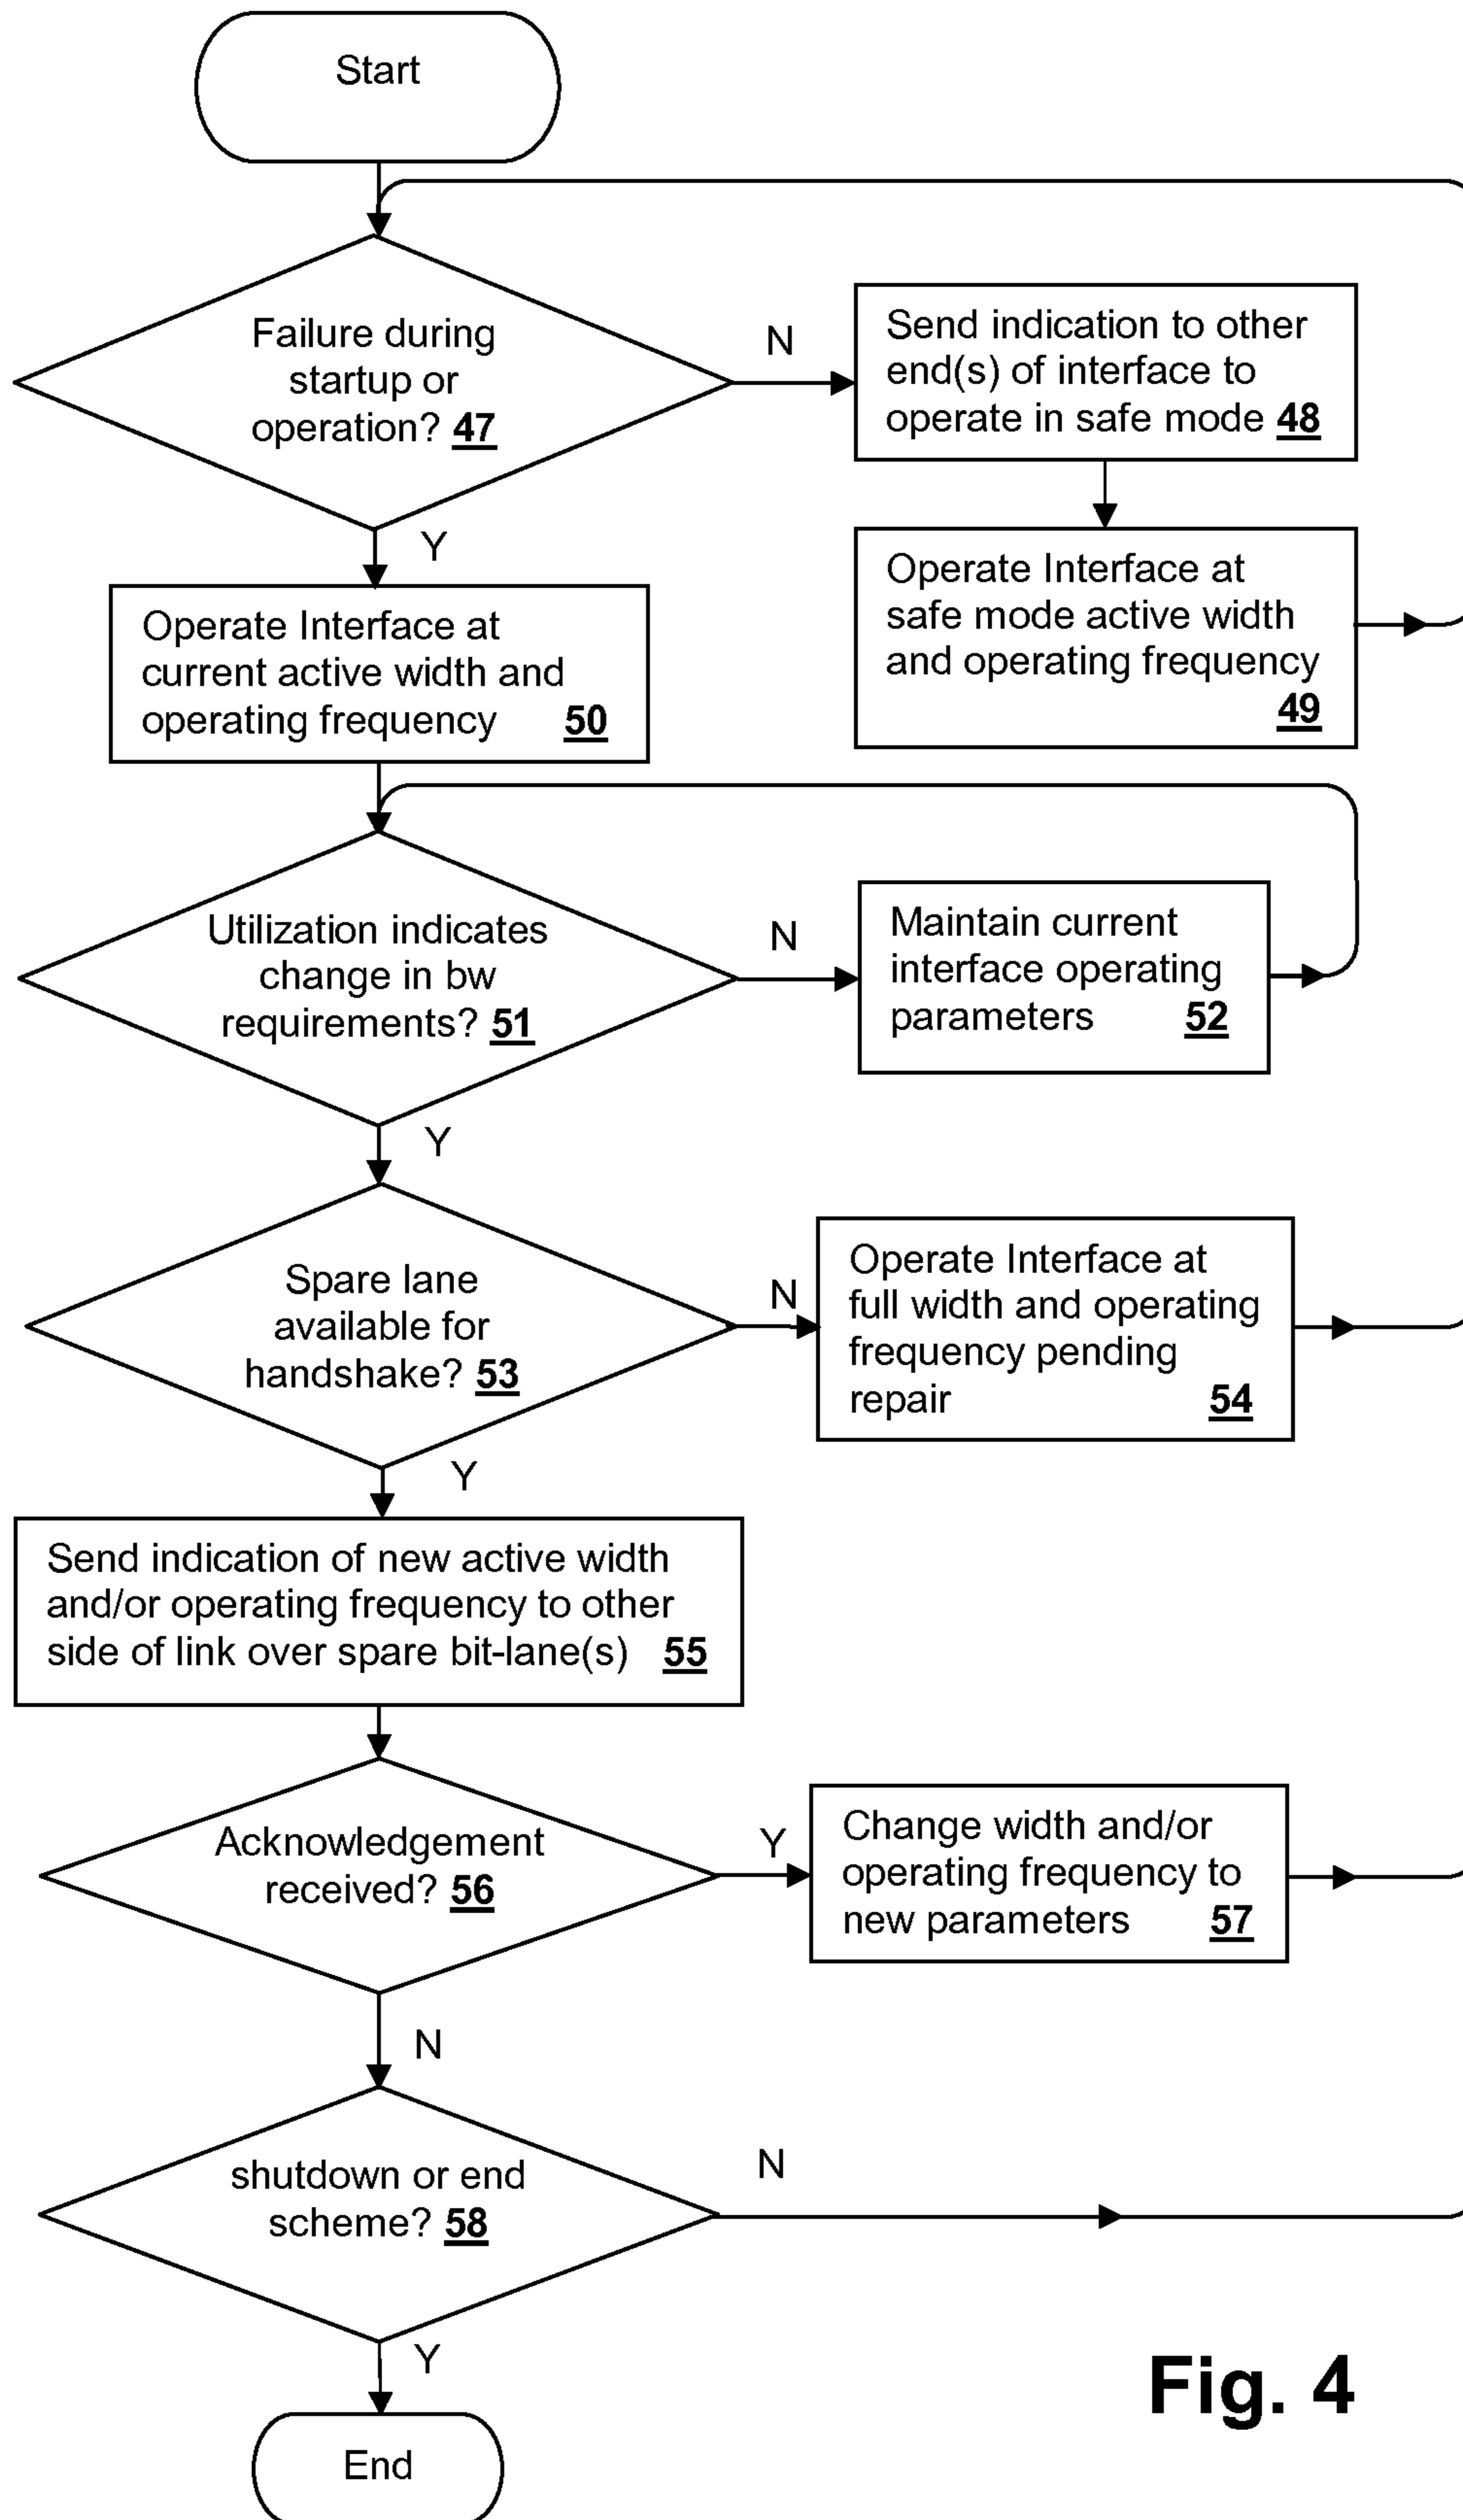 Start
Failure during
startup or
operation? 47
N
Send indication to other
end(s) of interface to
operate in safe mode 48
Y
Operate Interface at
safe mode active width
and operating frequency
49
Operate Interface at
current active width and
operating frequency 50
Utilization indicates
change in bw
requirements? 51
N
Maintain current
interface operating
parameters 52
Y
Spare lane
available for
handshake? 53
N
Operate Interface at
full width and operating
frequency pending
repair 54
Y
Send indication of new active width
and/or operating frequency to other
side of link over spare bit-lane(s) 55
Acknowledgement
received? 56
Y
Change width and/or
operating frequency to
new parameters 57
N
shutdown or end
scheme? 58
N
Y
End
Fig. 4